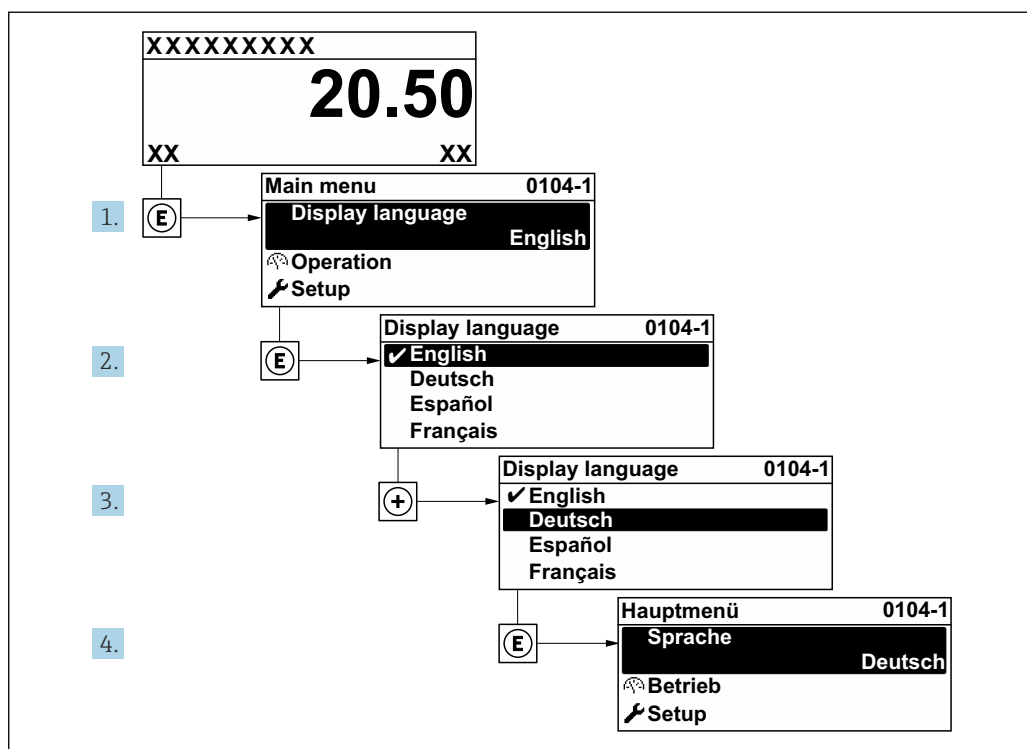 XXXXXXXXX
20.50
XX XX
1.
E
Main menu 0104-1
Display language
English
Operation
Setup
2.
E
Display language 0104-1
✔ English
Deutsch
Español
Français
3.
+
Display language 0104-1
✔ English
Deutsch
Español
Français
4.
E
Hauptmenü 0104-1
Sprache
Deutsch
Betrieb
Setup